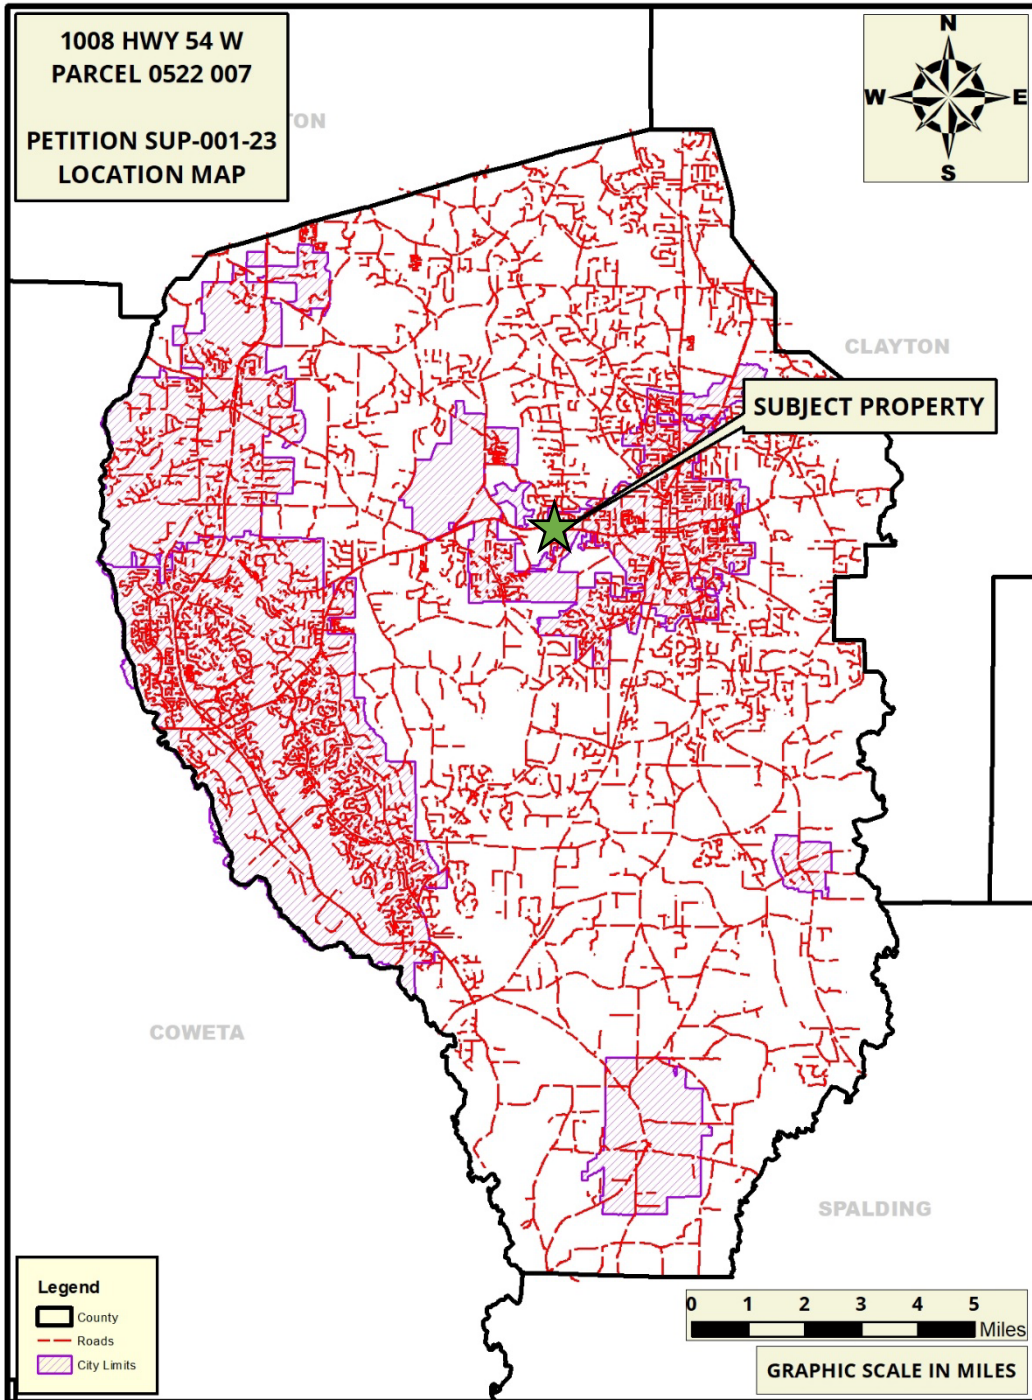 1008 HWY 54 W
PARCEL 0522 007
PETITION SUP-001-23
LOCATION MAP
TON
N
W
E
S
CLAYTON
SUBJECT PROPERTY
COWETA
SPALDING
Legend
County
Roads
City Limits
0 1 2 3 4 5
Miles
GRAPHIC SCALE IN MILES